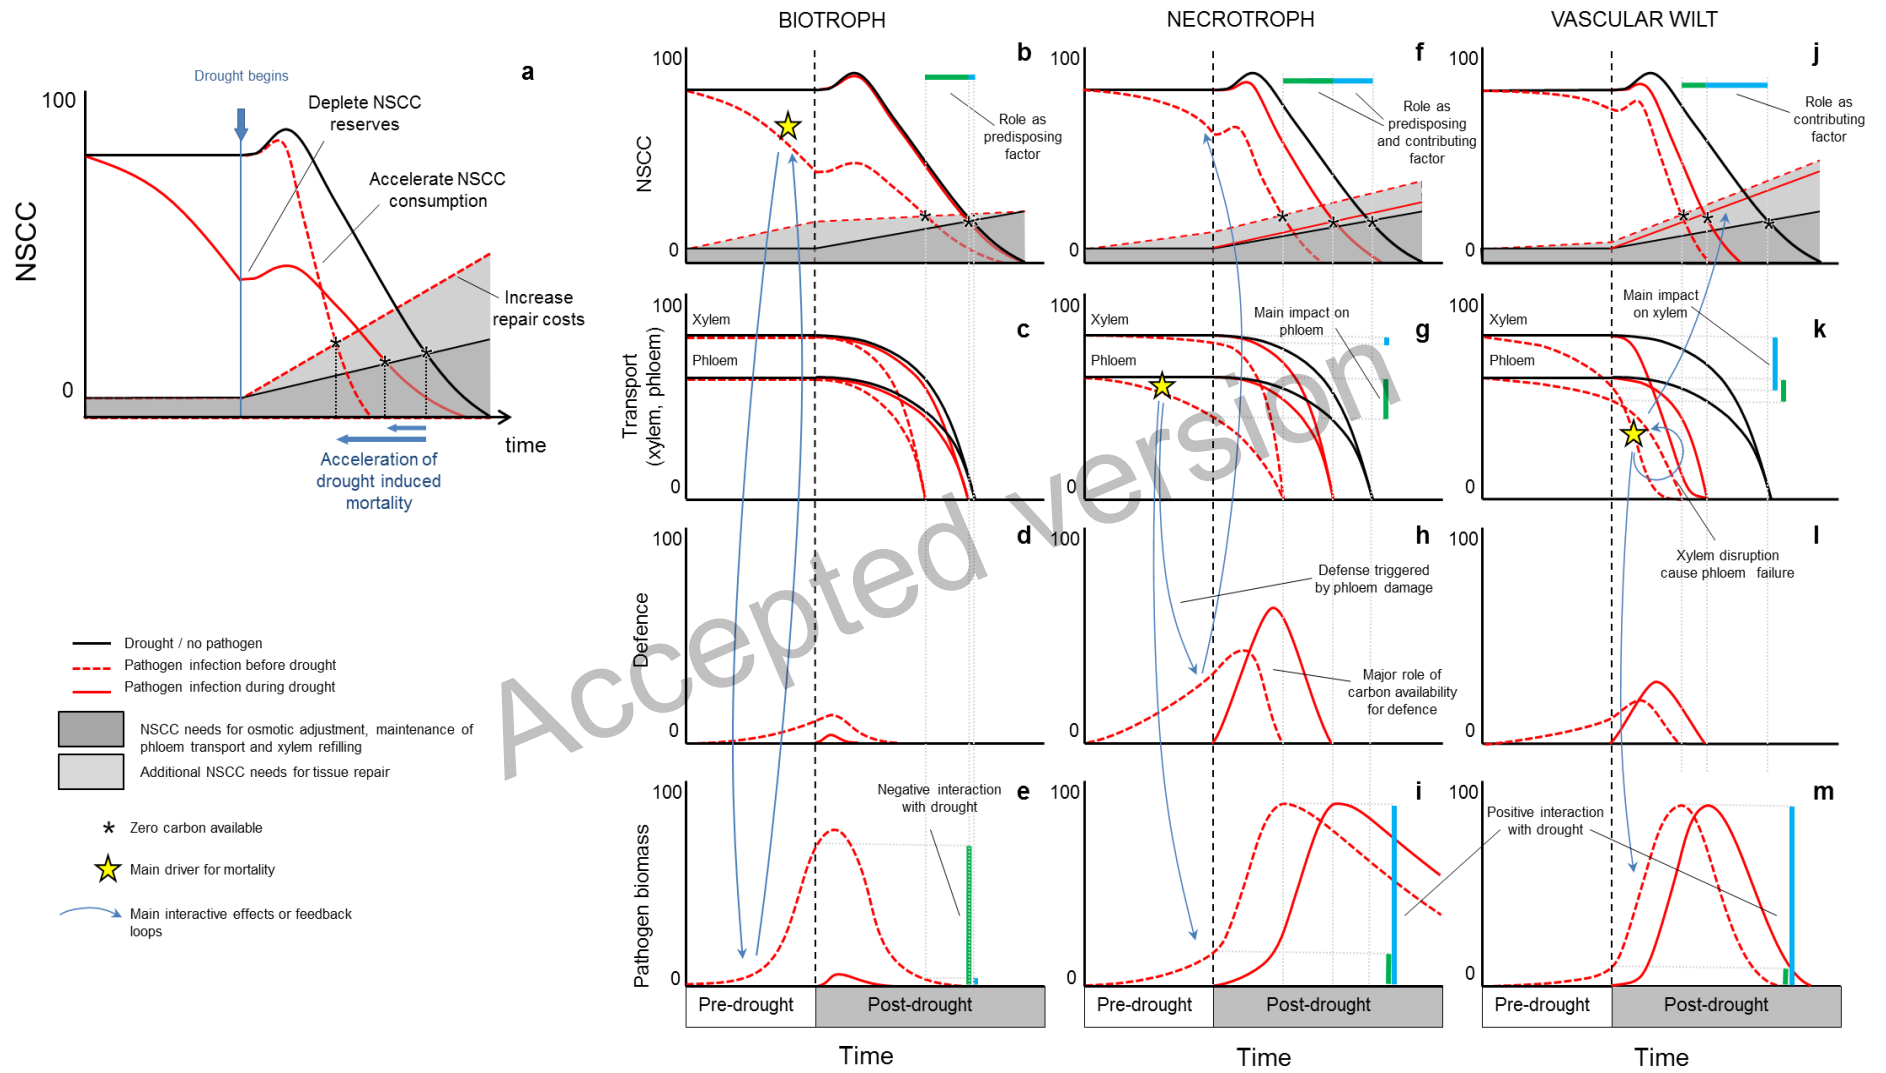 BIOTROPH
NECROTROPH
VASCULAR WILT
a
Drought begins
100
Deplete NSCC
reserves
Accelerate NSCC
consumption
NSCC
Increase
repair costs
0
time
Acceleration of
drought induced
mortality
Drought / no pathogen
Pathogen infection before drought
Pathogen infection during drought
NSCC needs for osmotic adjustment, maintenance of
phloem transport and xylem refilling
Additional NSCC needs for tissue repair
* Zero carbon available
Main driver for mortality
Main interactive effects or feedback
loops
b
100
NSCC
0
Role as
predisposing
factor
f
100
0
Role as
predisposing
and contributing
factor
j
100
0
Role as
contributing
factor
c
100
Transport
(xylem, phloem)
0
Xylem
Phloem
g
100
0
Xylem
Phloem
Main impact on
phloem
k
100
0
Xylem
Phloem
Main impact
on xylem
Xylem disruption
cause phloem failure
d
100
Defence
0
h
100
0
Defense triggered
by phloem damage
Major role of
carbon availability
for defence
l
100
0
e
100
Pathogen biomass
0
Negative interaction
with drought
i
100
0
Positive interaction
with drought
m
100
0
Pre-drought
Post-drought
Time
Pre-drought
Post-drought
Time
Pre-drought
Post-drought
Time
Accepted version